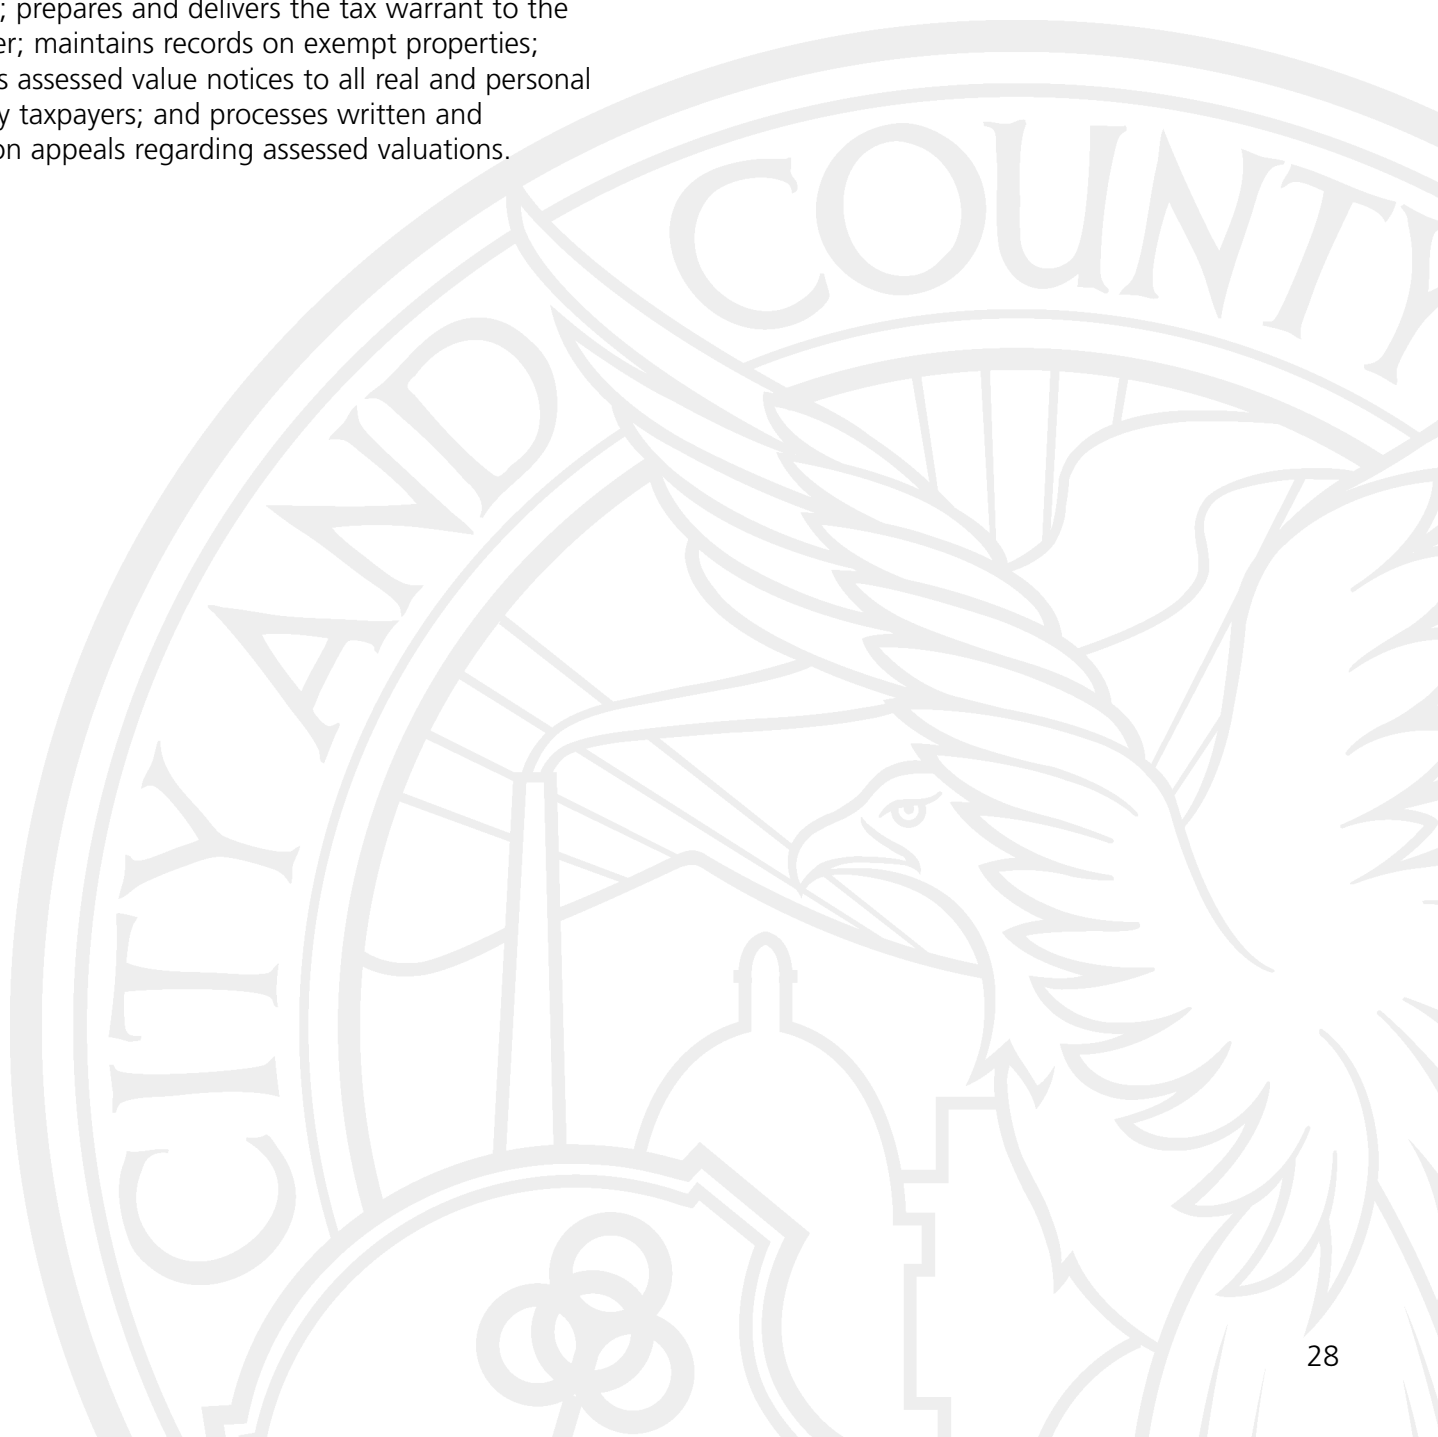 ; prepares and delivers the tax warrant to the
er; maintains records on exempt properties;
s assessed value notices to all real and personal
y taxpayers; and processes written and
on appeals regarding assessed valuations.
CITY AND COUNTY
28